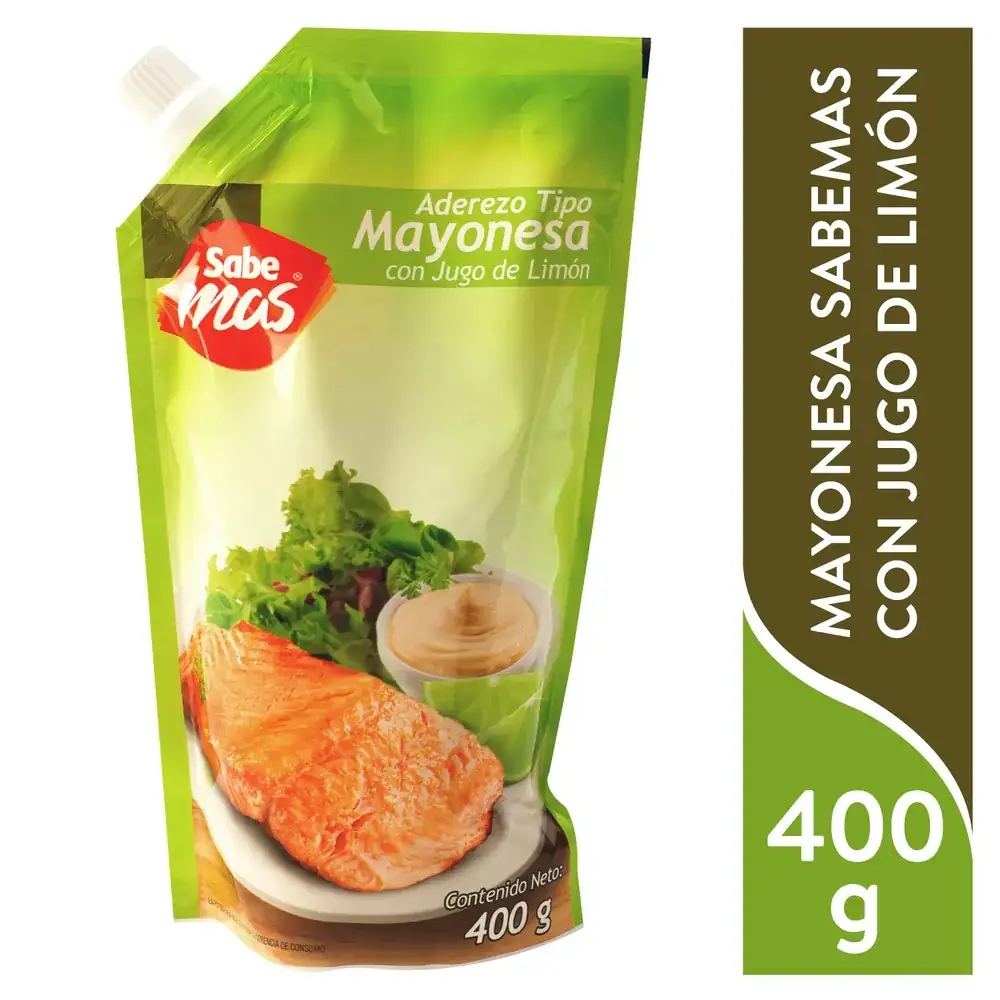 Aderezo Tipo
Mayonesa
con Jugo de Limón
Sabe
mas®
Contenido Neto:
400 g
MAYONESA SABEMAS
CON JUGO DE LIMÓN
400
g